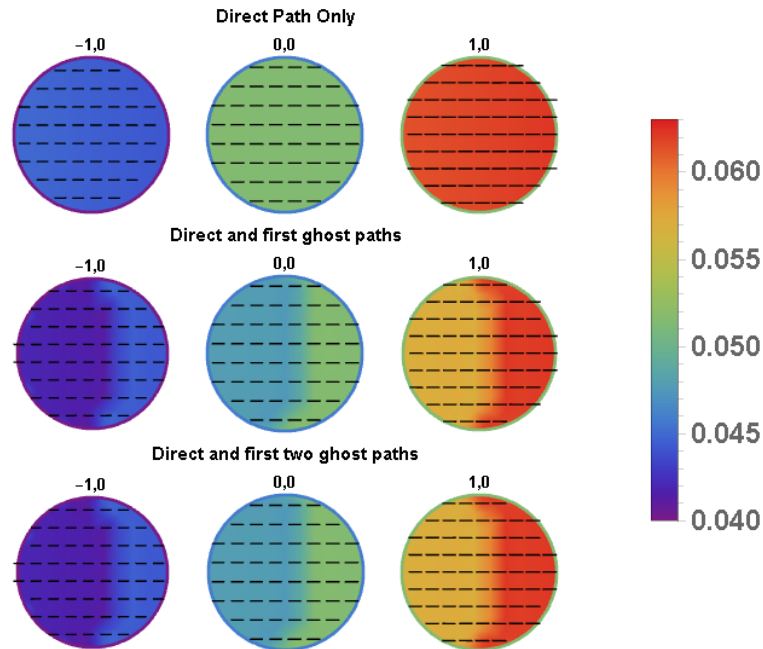 Direct Path Only
−1,0 0,0 1,0
Direct and first ghost paths
−1,0 0,0 1,0
Direct and first two ghost paths
−1,0 0,0 1,0
0.060
0.055
0.050
0.045
0.040